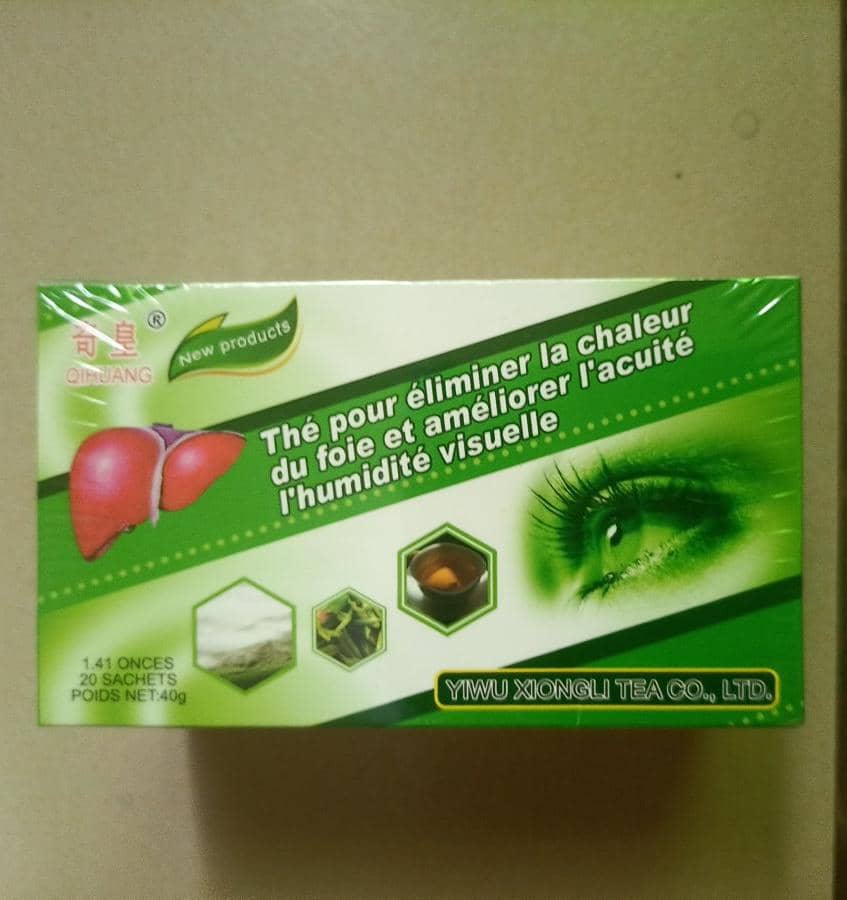 奇皇 ®
QIHUANG
New products
Thé pour éliminer la chaleur
du foie et améliorer l'acuité
l'humidité visuelle
1.41 ONCES
20 SACHETS
POIDS NET:40g
YIWU XIONGLI TEA CO., LTD.